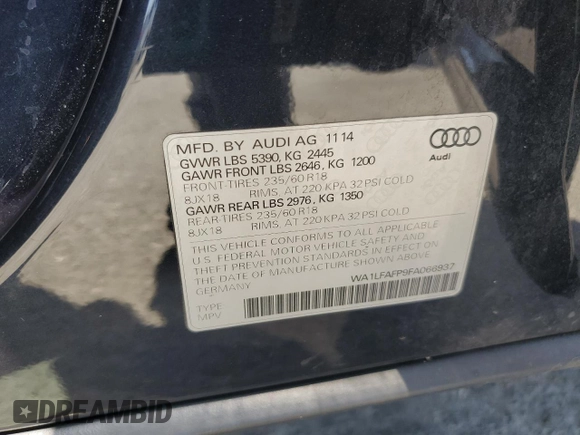 MFD. BY AUDI AG 11 14
GVWR LBS 5390, KG 2445
GAWR FRONT LBS 2646, KG 1200
FRONT-TIRES 235/60 R18
8JX18 RIMS, AT 220 KPA 32 PSI COLD
GAWR REAR LBS 2976, KG 1350
REAR-TIRES 235/60 R18
8JX18 RIMS, AT 220 KPA 32 PSI COLD
THIS VEHICLE CONFORMS TO ALL APPLICABLE
U.S. FEDERAL MOTOR VEHICLE SAFETY AND
THEFT PREVENTION STANDARDS IN EFFECT ON
THE DATE OF MANUFACTURE SHOWN ABOVE.
GERMANY
WA1LFAFP9FA066937
TYPE
MPV
Audi
DREAMBID